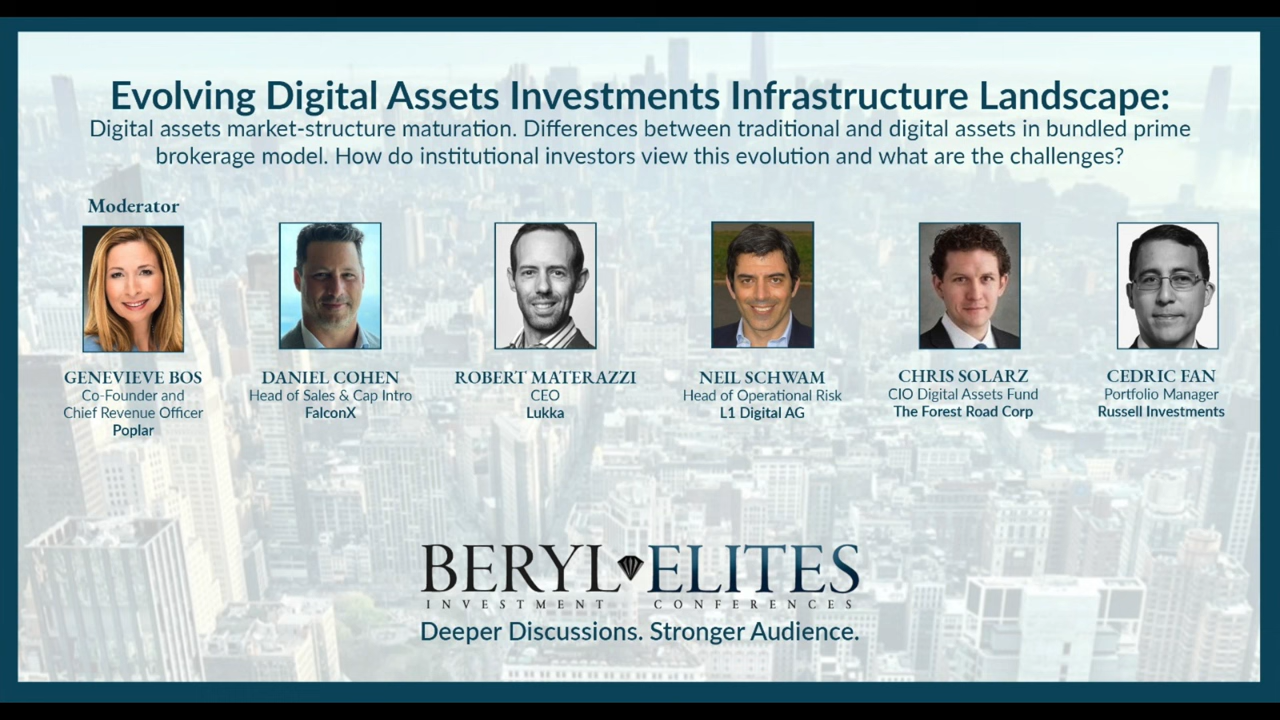 Evolving Digital Assets Investments Infrastructure Landscape:
Digital assets market-structure maturation. Differences between traditional and digital assets in bundled prime
brokerage model. How do institutional investors view this evolution and what are the challenges?
Moderator
GENEVIEVE BOS
Co-Founder and
Chief Revenue Officer
Poplar
DANIEL COHEN
Head of Sales & Cap Intro
FalconX
ROBERT MATERAZZI
CEO
Lukka
NEIL SCHWAM
Head of Operational Risk
L1 Digital AG
CHRIS SOLARZ
CIO Digital Assets Fund
The Forest Road Corp
CEDRIC FAN
Portfolio Manager
Russell Investments
BERYL ELITES
INVESTMENT CONFERENCES
Deeper Discussions. Stronger Audience.